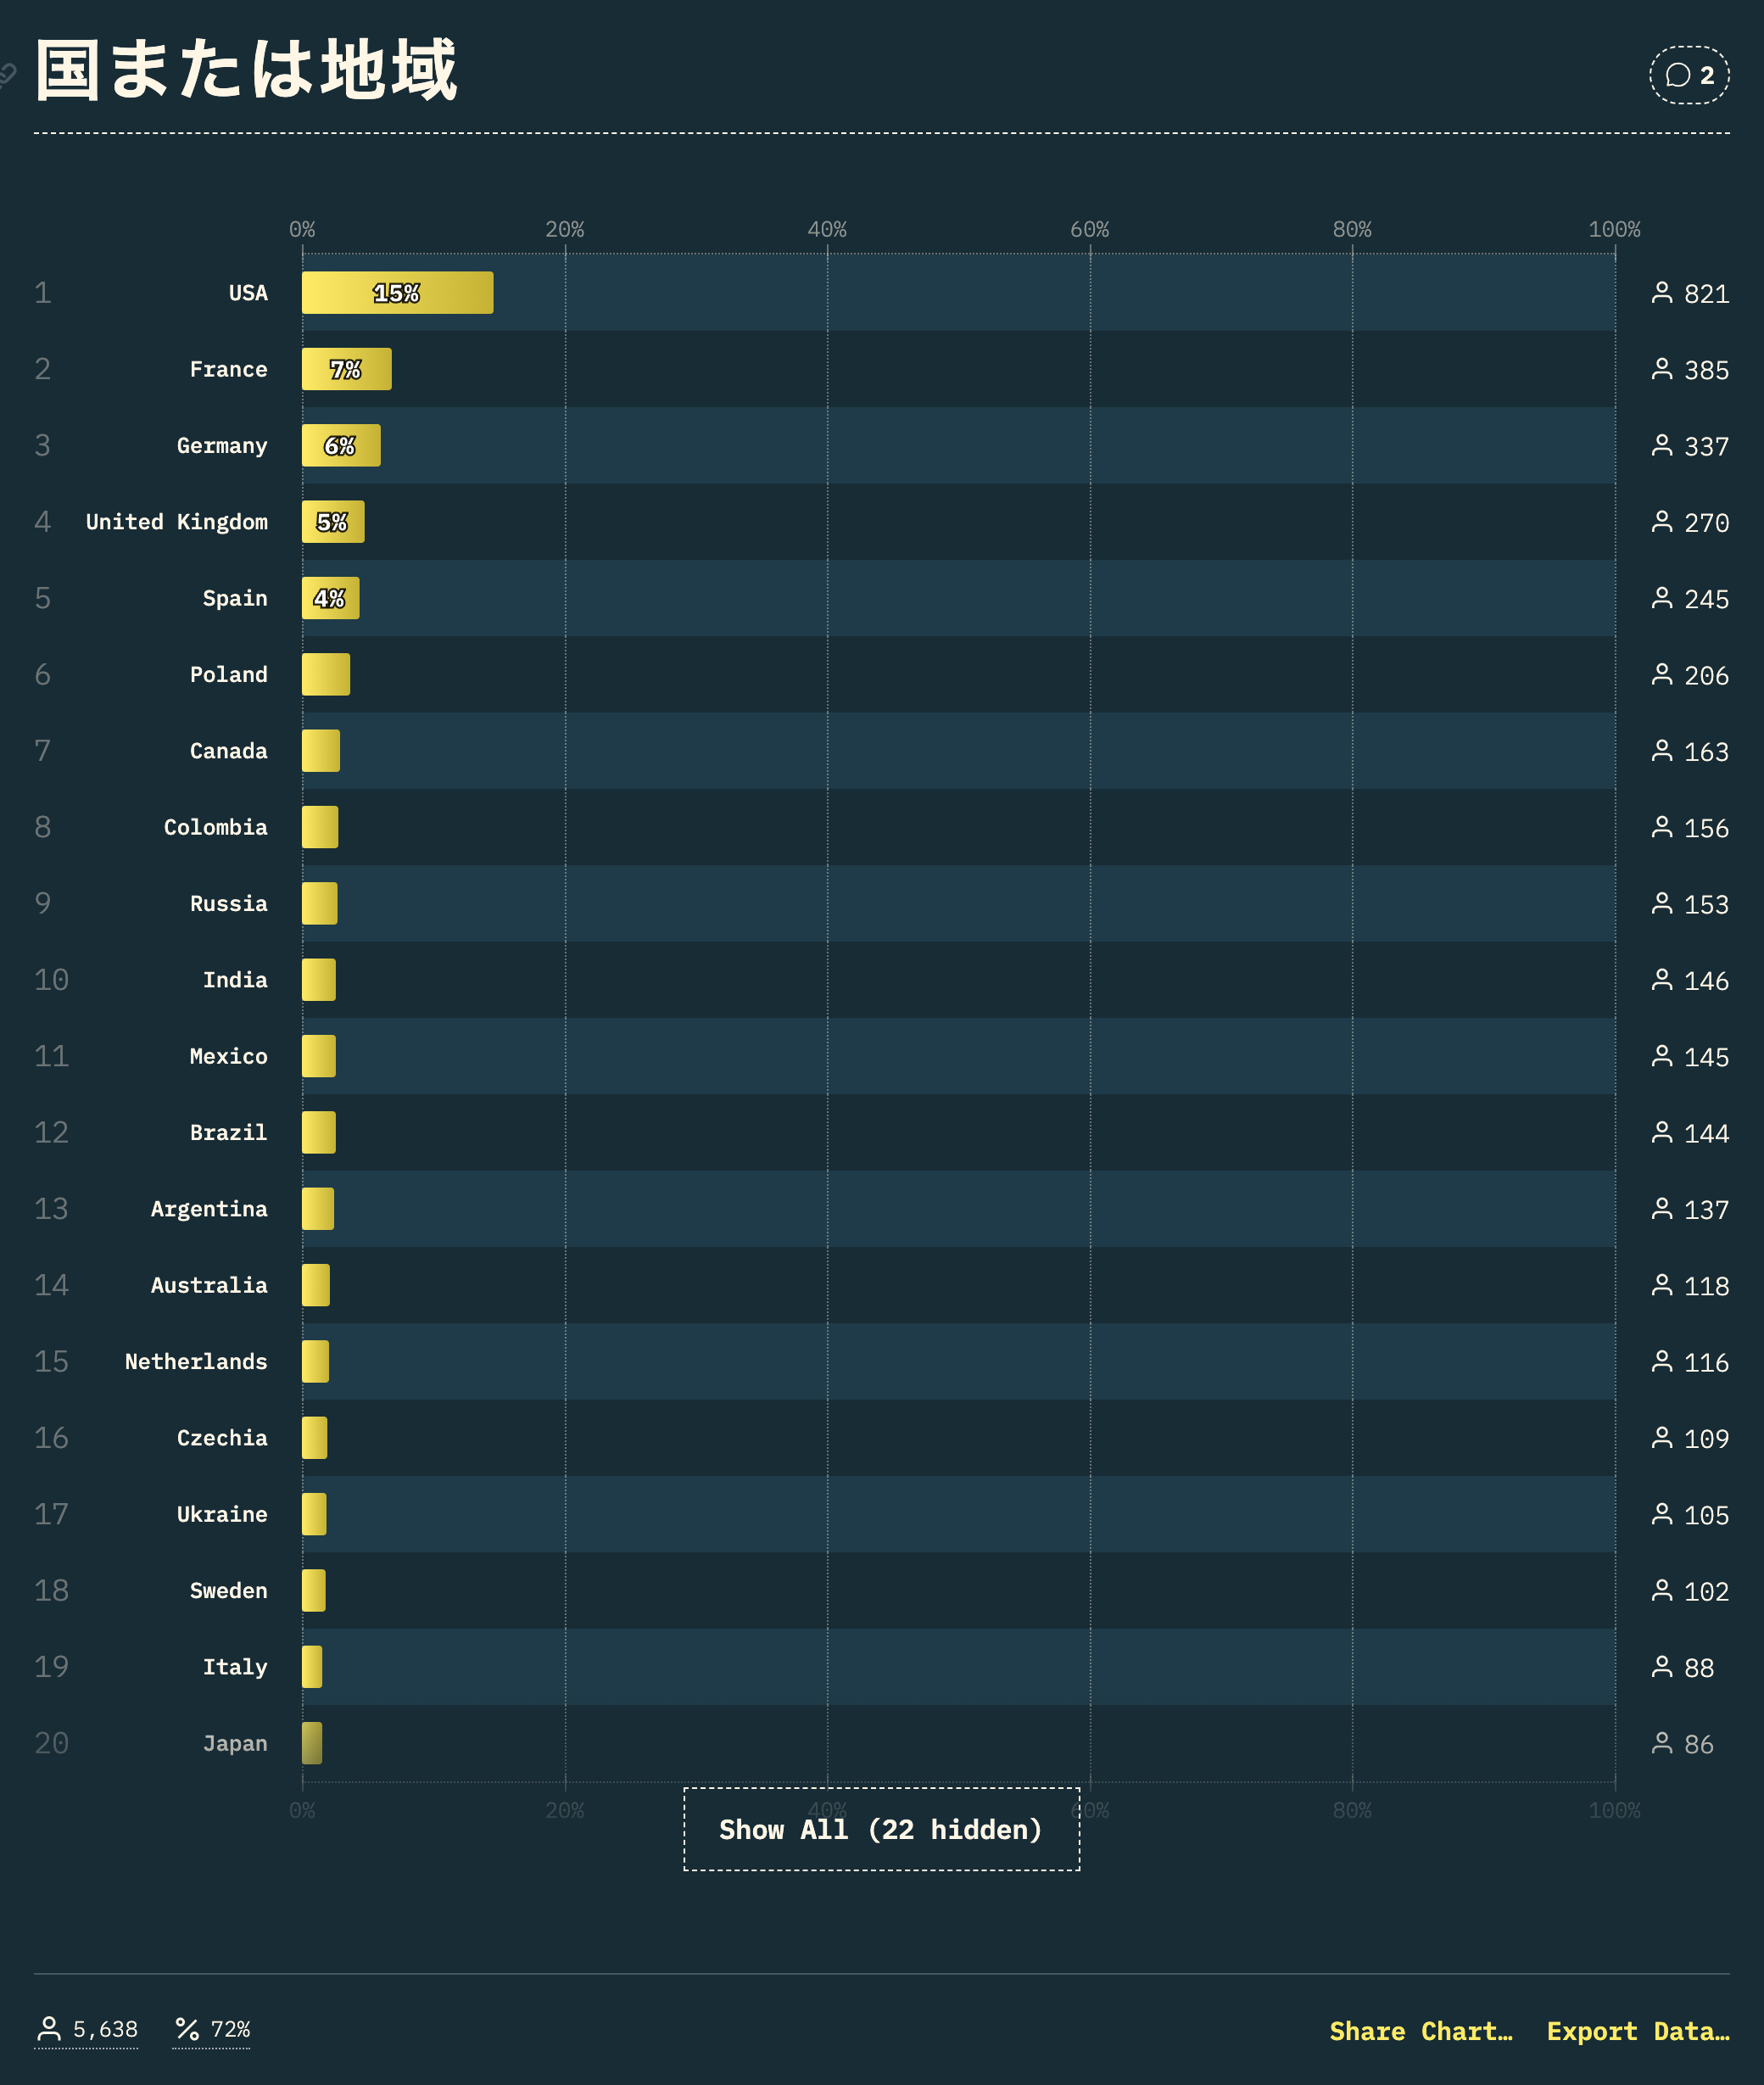 国または地域
2
0% 20% 40% 60% 80% 100%
1 USA 15% 821
2 France 7% 385
3 Germany 6% 337
4 United Kingdom 5% 270
5 Spain 4% 245
6 Poland 206
7 Canada 163
8 Colombia 156
9 Russia 153
10 India 146
11 Mexico 145
12 Brazil 144
13 Argentina 137
14 Australia 118
15 Netherlands 116
16 Czechia 109
17 Ukraine 105
18 Sweden 102
19 Italy 88
20 Japan 86
0% 20% 40% 60% 80% 100%
Show All (22 hidden)
5,638 % 72% Share Chart… Export Data…